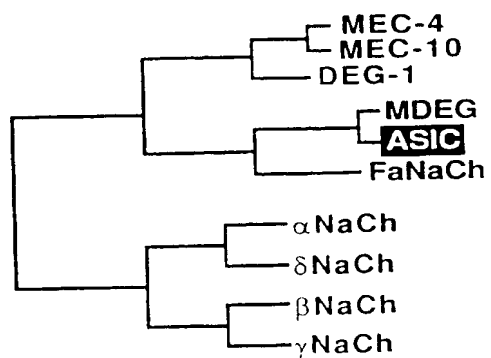 MEC-4
MEC-10
DEG-1
MDEG
ASIC
FaNaCh
αNaCh
δNaCh
βNaCh
γNaCh